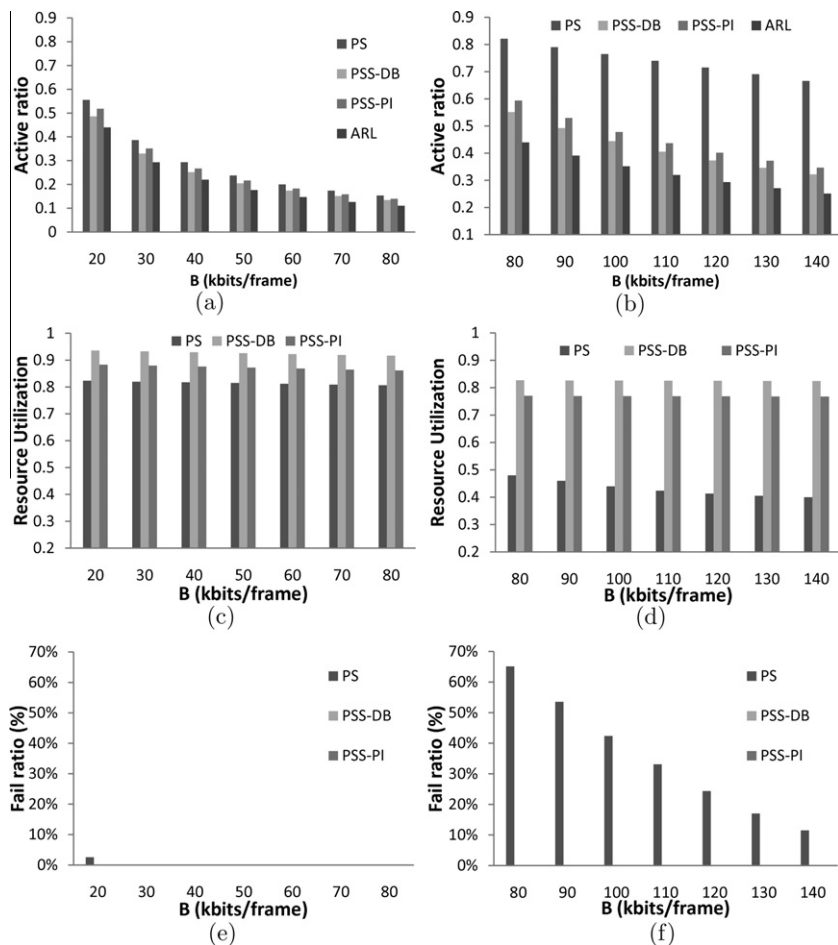 0.9
0.8
0.7
0.6
0.5
0.4
0.3
0.2
0.1
0
Active ratio
PS
PSS-DB
PSS-PI
ARL
20 30 40 50 60 70 80
B (kbits/frame)
(a)
0.9
0.8
0.7
0.6
0.5
0.4
0.3
0.2
0.1
Active ratio
PS PSS-DB PSS-PI ARL
80 90 100 110 120 130 140
B (kbits/frame)
(b)
1
0.9
0.8
0.7
0.6
0.5
0.4
0.3
0.2
Resource Utilization
PS PSS-DB PSS-PI
20 30 40 50 60 70 80
B (kbits/frame)
(c)
1
0.9
0.8
0.7
0.6
0.5
0.4
0.3
0.2
Resource Utilization
PS PSS-DB PSS-PI
80 90 100 110 120 130 140
B (kbits/frame)
(d)
70%
60%
50%
40%
30%
20%
10%
0%
Fail ratio (%)
PS
PSS-DB
PSS-PI
20 30 40 50 60 70 80
B (kbits/frame)
(e)
70%
60%
50%
40%
30%
20%
10%
0%
Fail ratio (%)
PS
PSS-DB
PSS-PI
80 90 100 110 120 130 140
B (kbits/frame)
(f)